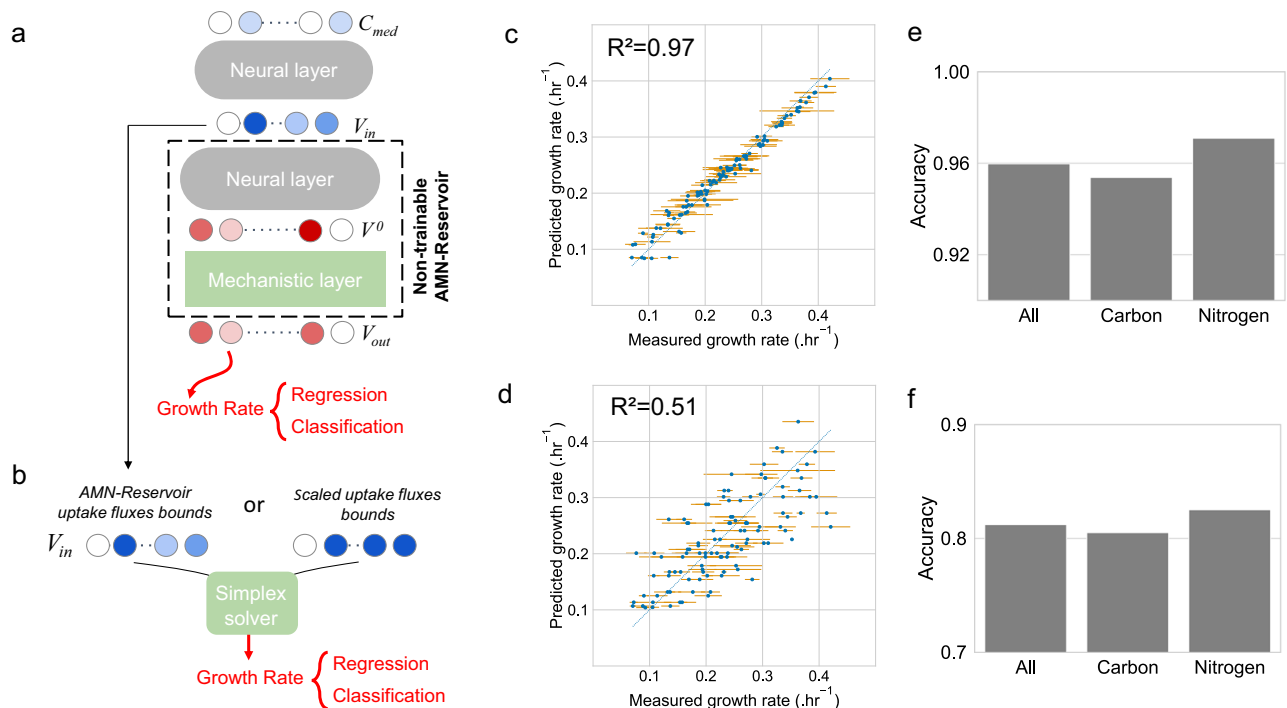 a
C_med
Neural layer
V_in
Neural layer
V⁰
Mechanistic layer
V_out
Non-trainable
AMN-Reservoir
Growth Rate
Regression
Classification
b
AMN-Reservoir
uptake fluxes bounds
or
Scaled uptake fluxes
bounds
V_in
Simplex
solver
Growth Rate
Regression
Classification
c
R²=0.97
Predicted growth rate (.hr⁻¹)
0.4
0.3
0.2
0.1
0.1 0.2 0.3 0.4
Measured growth rate (.hr⁻¹)
d
R²=0.51
Predicted growth rate (.hr⁻¹)
0.4
0.3
0.2
0.1
0.1 0.2 0.3 0.4
Measured growth rate (.hr⁻¹)
e
Accuracy
1.00
0.96
0.92
All Carbon Nitrogen
f
Accuracy
0.9
0.8
0.7
All Carbon Nitrogen